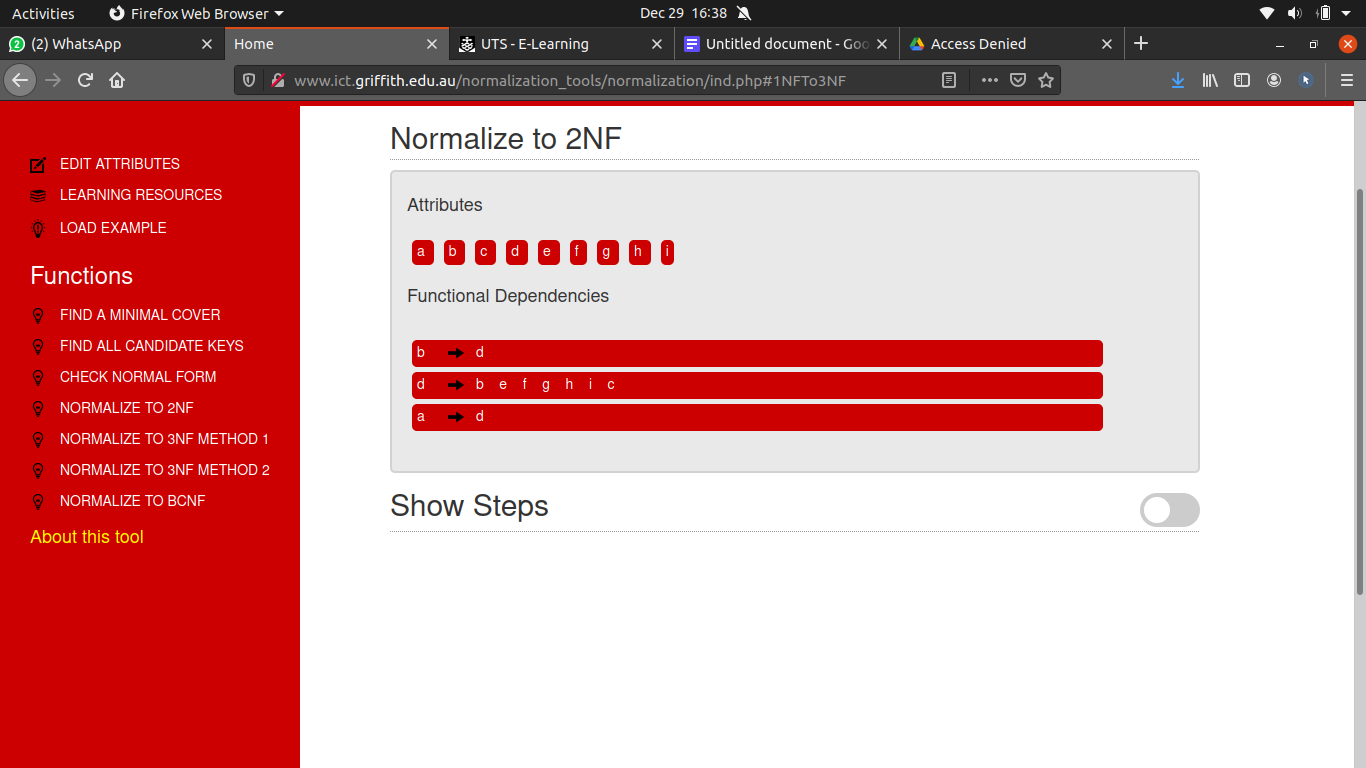 Activities Firefox Web Browser Dec 29 16:38
(2) WhatsApp Home UTS - E-Learning Untitled document - Goo Access Denied
www.ict.griffith.edu.au/normalization_tools/normalization/ind.php#1NFTo3NF
EDIT ATTRIBUTES
LEARNING RESOURCES
LOAD EXAMPLE
Functions
FIND A MINIMAL COVER
FIND ALL CANDIDATE KEYS
CHECK NORMAL FORM
NORMALIZE TO 2NF
NORMALIZE TO 3NF METHOD 1
NORMALIZE TO 3NF METHOD 2
NORMALIZE TO BCNF
About this tool
Normalize to 2NF
Attributes
a b c d e f g h i
Functional Dependencies
b → d
d → b e f g h i c
a → d
Show Steps